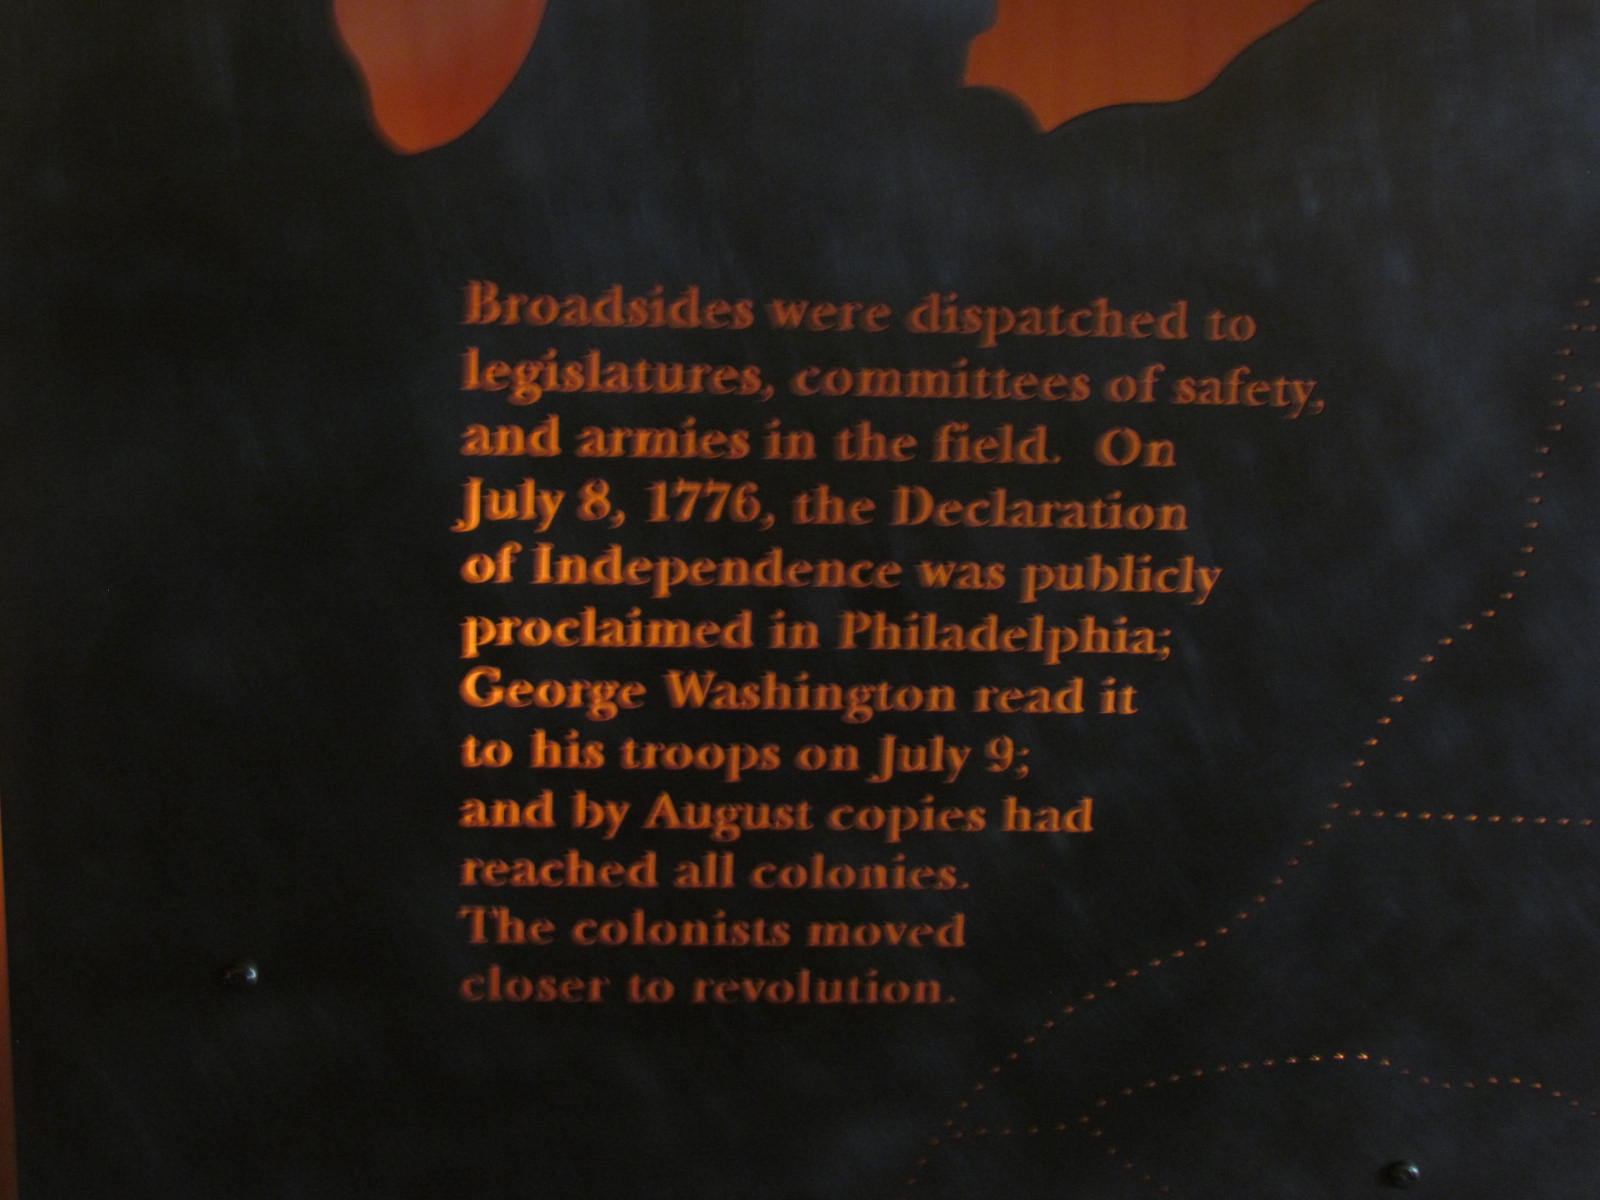 Broadsides were dispatched to
legislatures, committees of safety,
and armies in the field. On
July 8, 1776, the Declaration
of Independence was publicly
proclaimed in Philadelphia;
George Washington read it
to his troops on July 9;
and by August copies had
reached all colonies.
The colonists moved
closer to revolution.